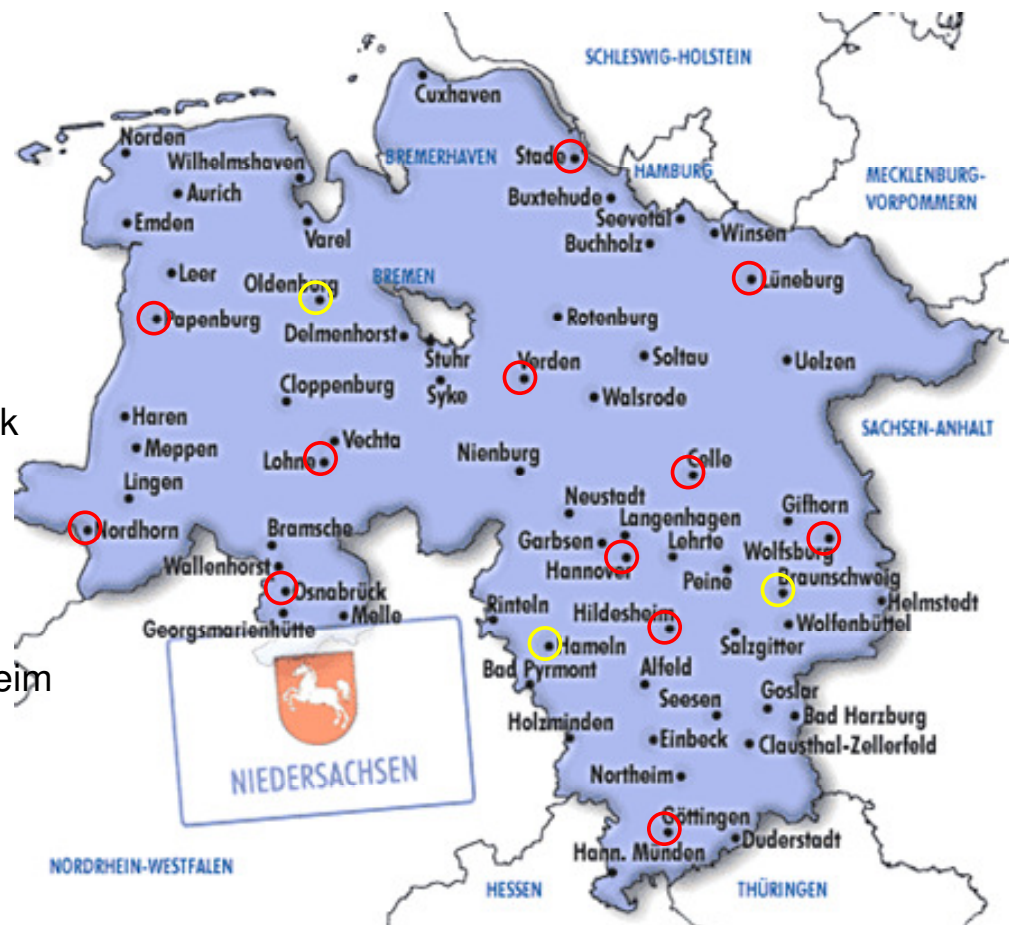 SCHLESWIG-HOLSTEIN
Cuxhaven
Norden
Wilhelmshaven
BREMERHAVEN
Stade
HAMBURG
MECKLENBURG-
VORPOMMERN
Aurich
Buxtehude
Emden
Seevetal
Winsen
Varel
Buchholz
Leer
Oldenburg
BREMEN
Lüneburg
Papenburg
Rotenburg
Delmenhorst
Stuhr
Verden
Soltau
Uelzen
Cloppenburg
Syke
Walsrode
Haren
k
SACHSEN-ANHALT
Meppen
Vechta
Lohne
Nienburg
Celle
Lingen
Neustadt
Gifhorn
Langenhagen
Nordhorn
Bramsche
Garbsen
Lehrte
Wolfsburg
Wallenhorst
Hannover
Peine
Braunschweig
Osnabrück
Helmstedt
Rinteln
Hildesheim
Melle
Wolfenbüttel
Georgsmarienhütte
Hameln
Salzgitter
Bad Pyrmont
Alfeld
eim
Seesen
Goslar
Holzminden
Bad Harzburg
Einbeck
Clausthal-Zellerfeld
NIEDERSACHSEN
Northeim
Göttingen
Duderstadt
Hann. Münden
NORDRHEIN-WESTFALEN
HESSEN
THÜRINGEN